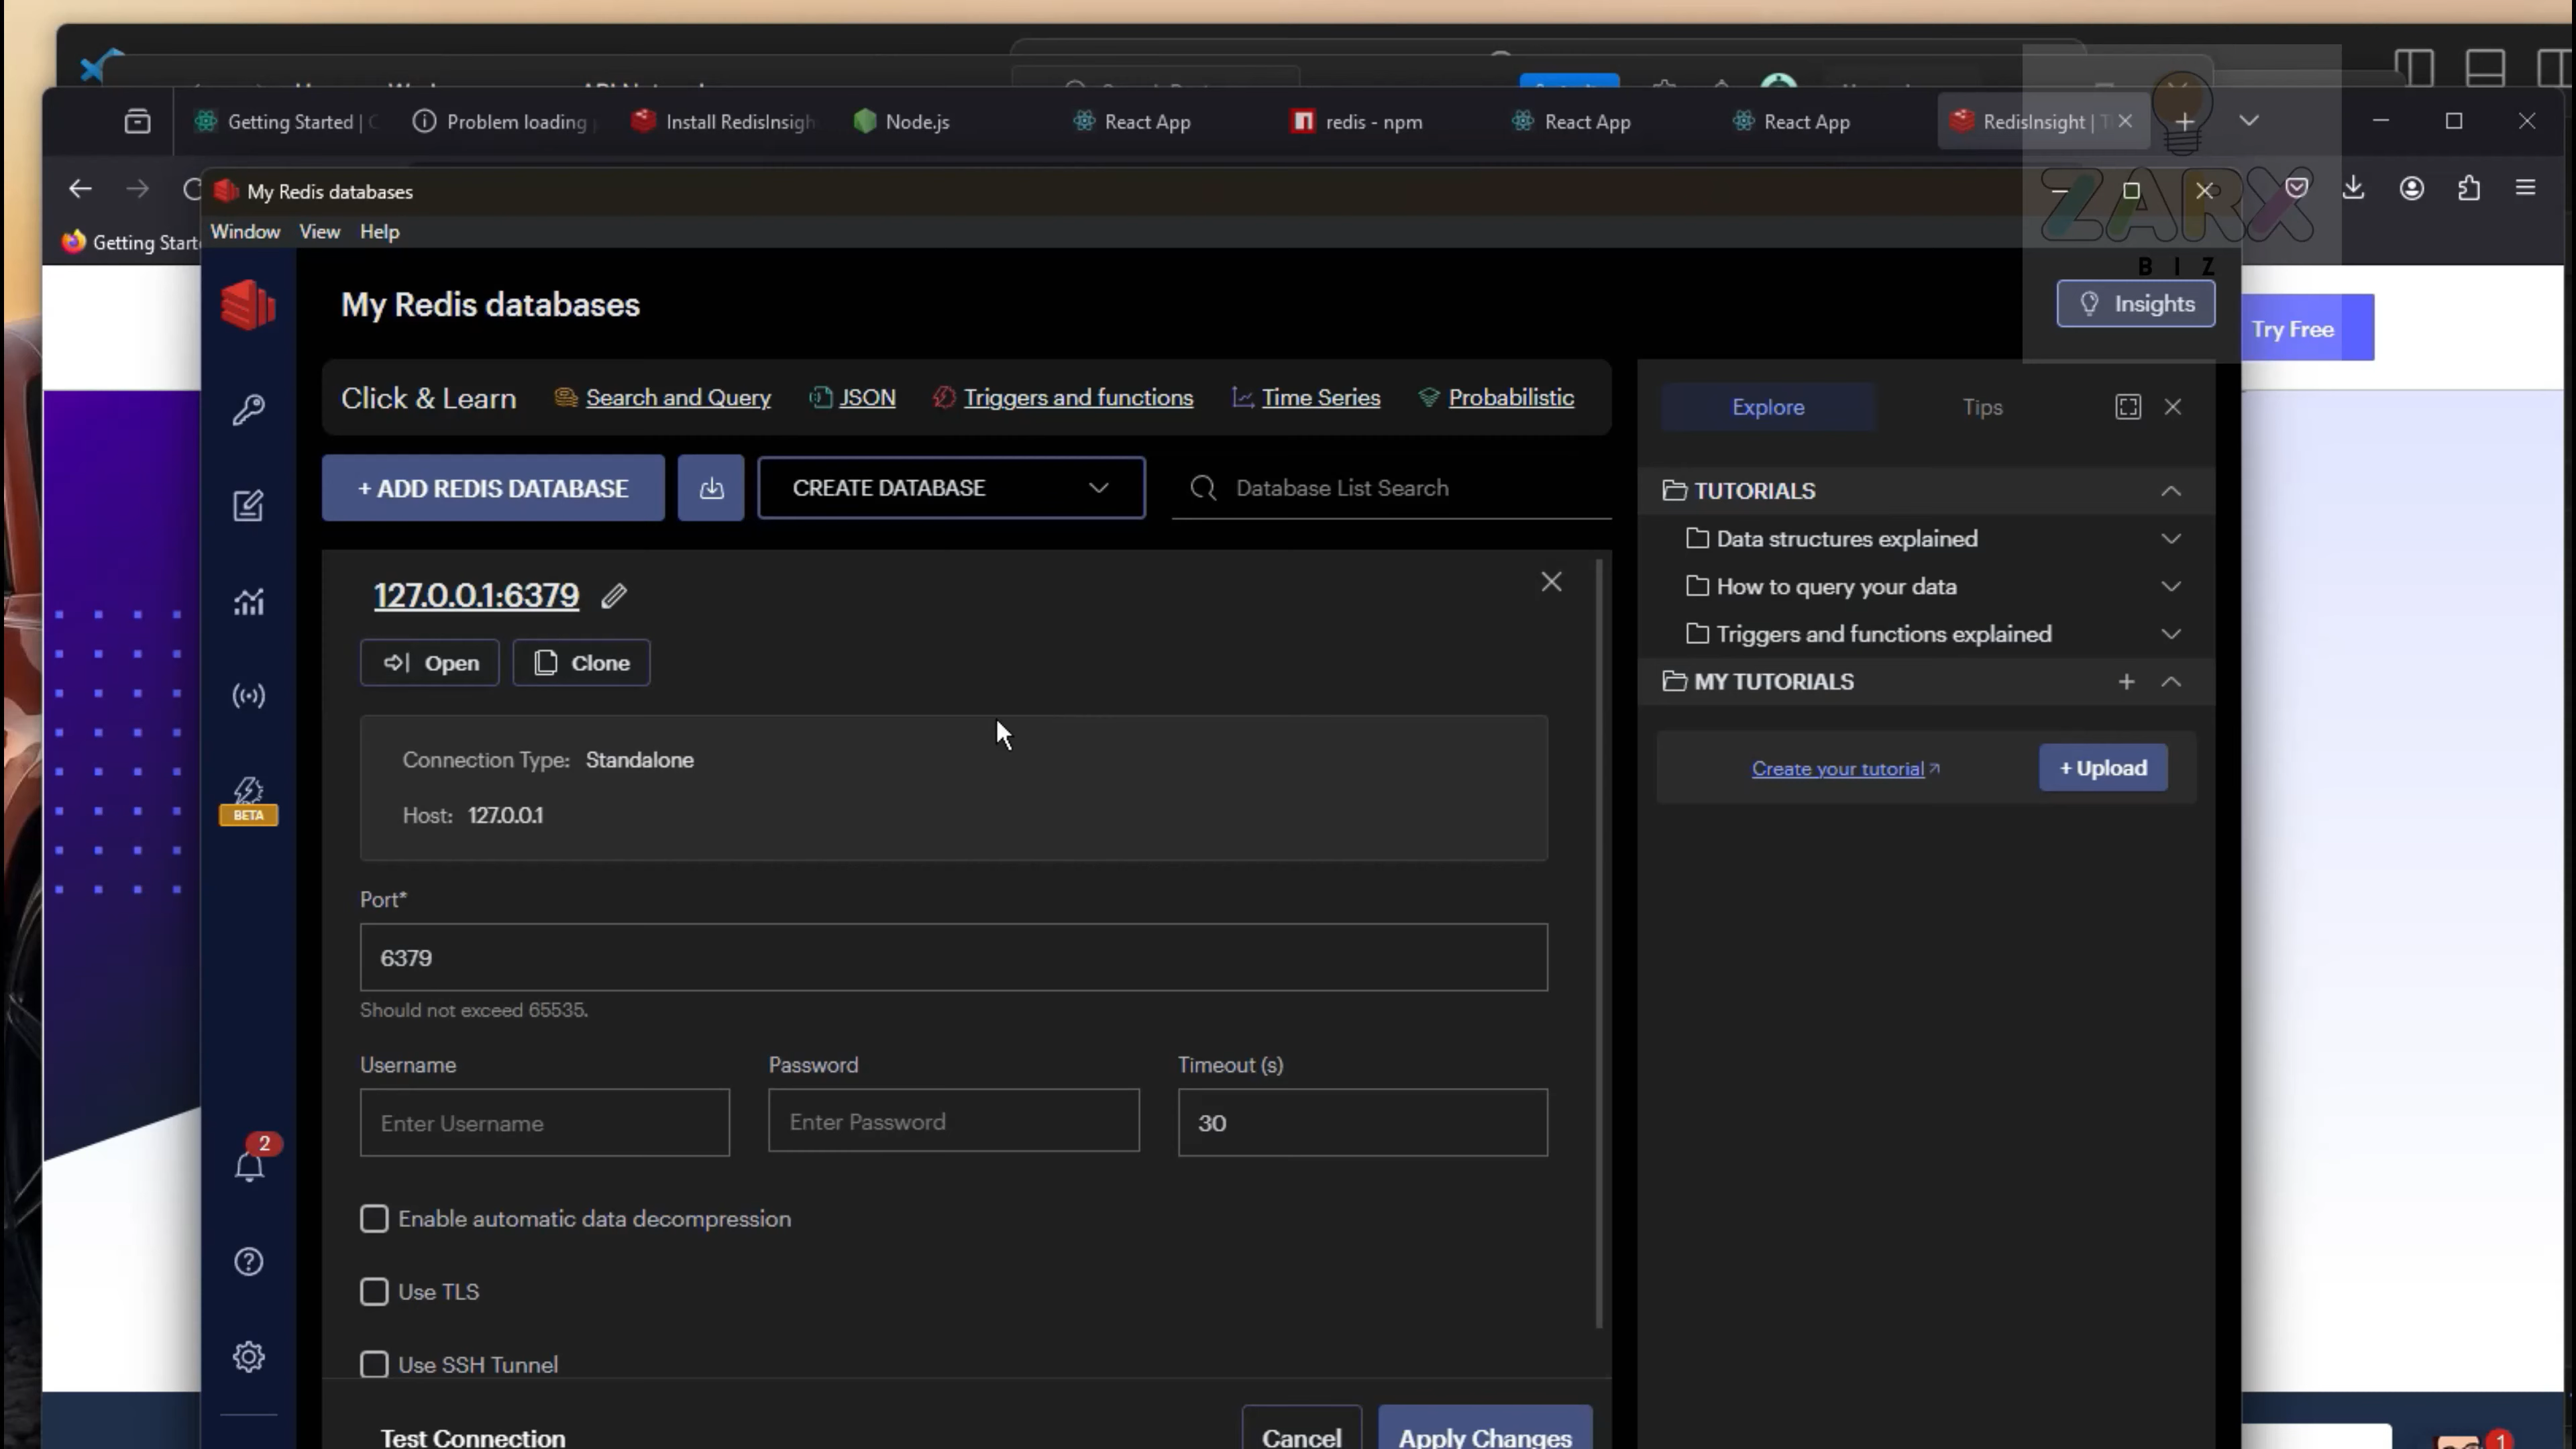 Getting Started |
Problem loading
Install RedisInsigh
Node.js
React App
redis - npm
React App
React App
RedisInsight | T
My Redis databases
ZARX
Window View Help
Getting Starte
B I Z
My Redis databases
Insights
Try Free
Click & Learn Search and Query JSON Triggers and functions Time Series Probabilistic
Explore Tips
+ ADD REDIS DATABASE CREATE DATABASE Database List Search
TUTORIALS
Data structures explained
How to query your data
Triggers and functions explained
MY TUTORIALS
Create your tutorial + Upload
127.0.0.1:6379
Open Clone
Connection Type: Standalone
Host: 127.0.0.1
BETA
Port*
6379
Should not exceed 65535.
Username Password Timeout (s)
Enter Username Enter Password 30
2
Enable automatic data decompression
Use TLS
Use SSH Tunnel
Test Connection Cancel Apply Changes
1